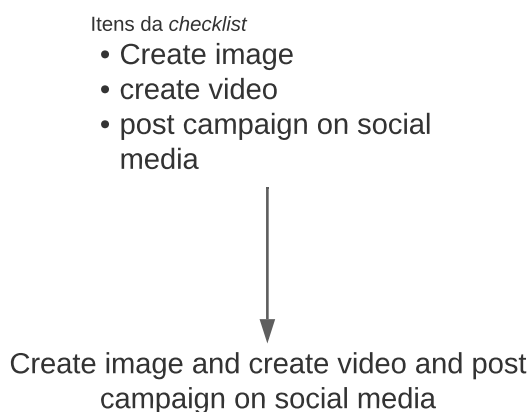 Itens da checklist
• Create image
• create video
• post campaign on social
media
Create image and create video and post
campaign on social media